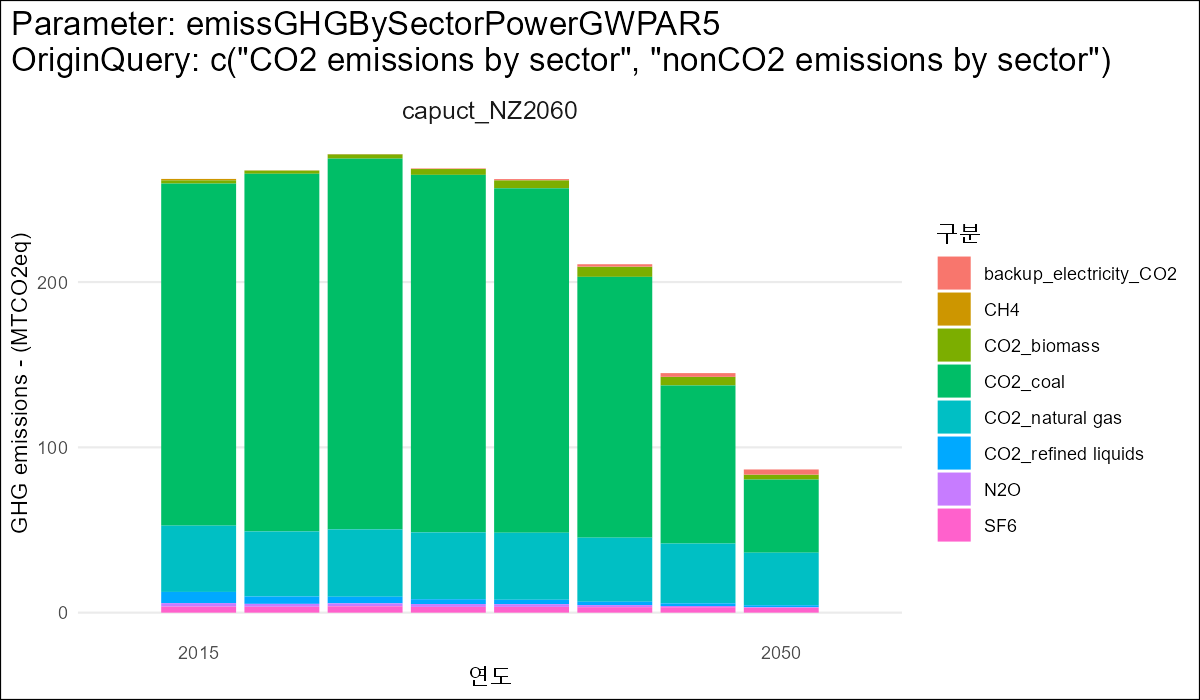 Parameter: emissGHGBySectorPowerGWPAR5
OriginQuery: c("CO2 emissions by sector", "nonCO2 emissions by sector")
capuct_NZ2060
GHG emissions - (MTCO2eq)
200
100
0
2015
2050
연도
구분
backup_electricity_CO2
CH4
CO2_biomass
CO2_coal
CO2_natural gas
CO2_refined liquids
N2O
SF6